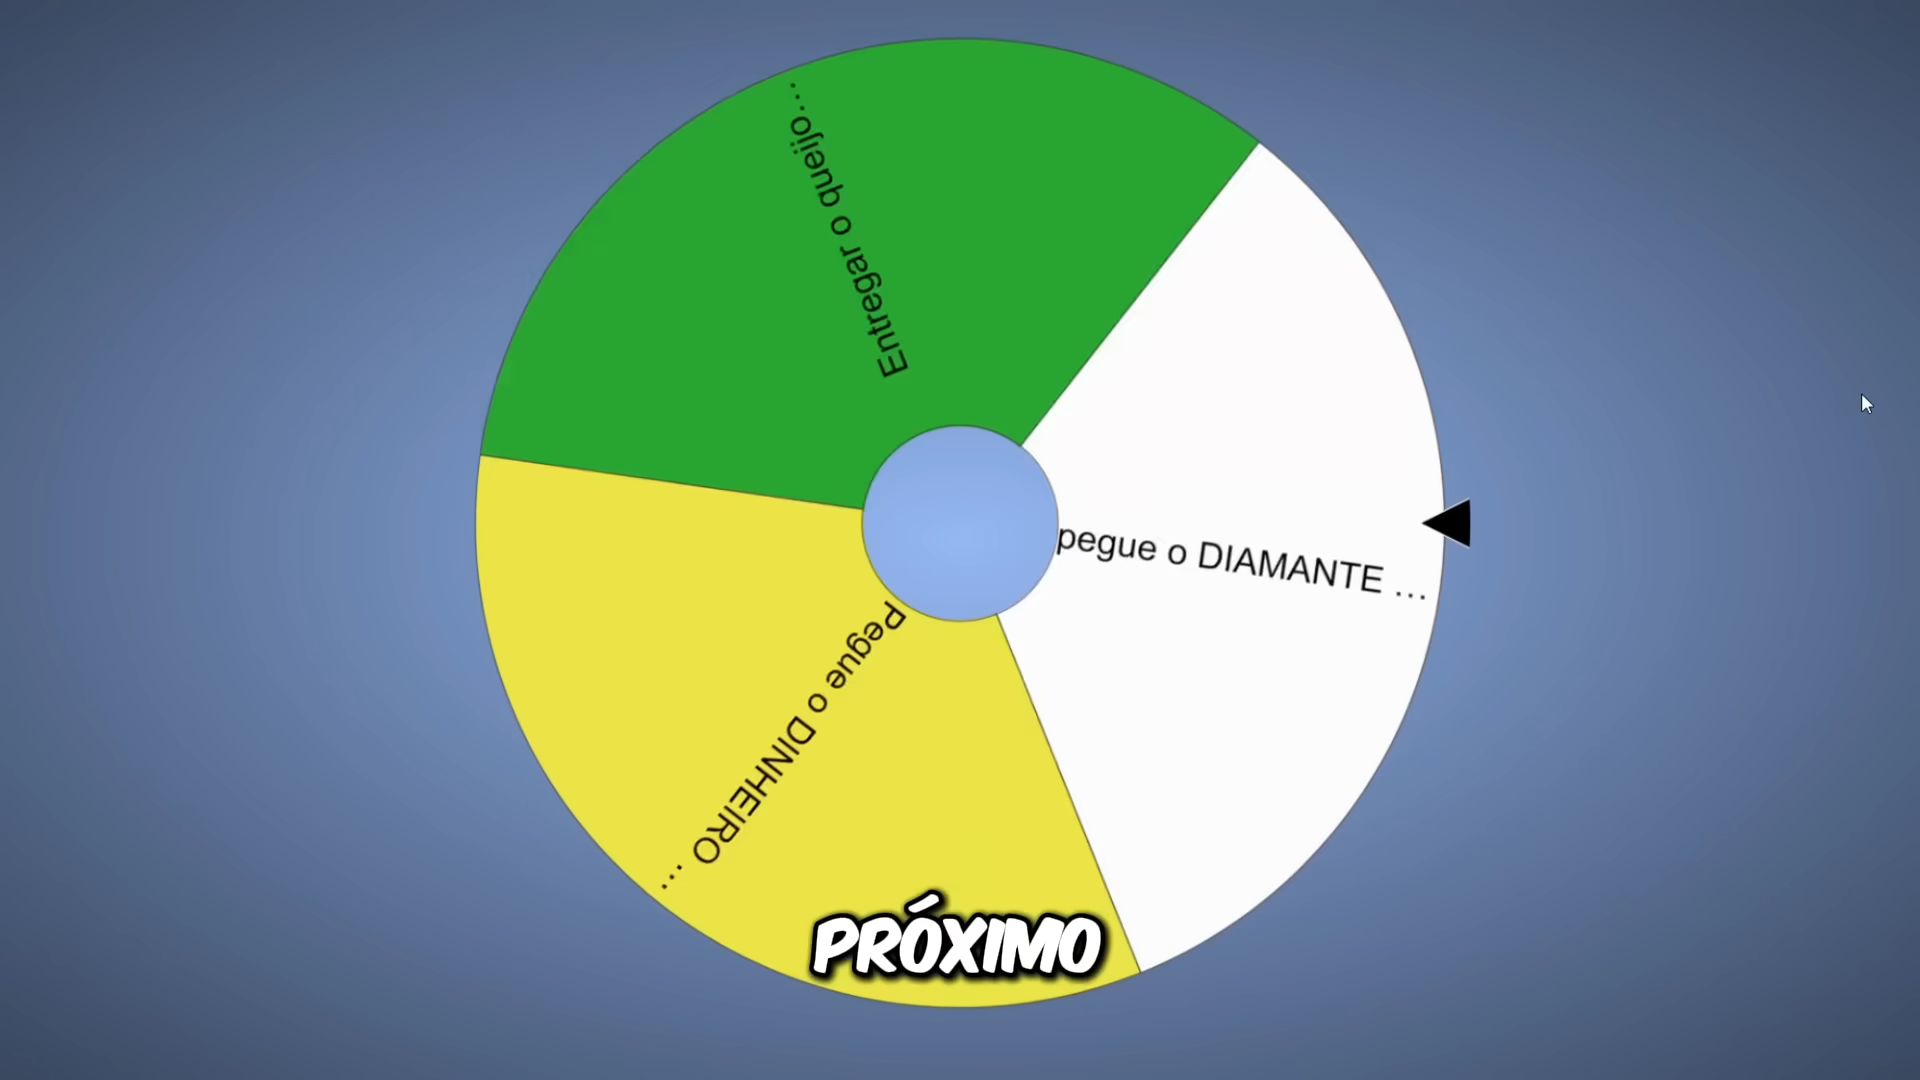 Entregar o queijo…
pegue o DIAMANTE …
Pegue o DINHEIRO …
PRÓXIMO